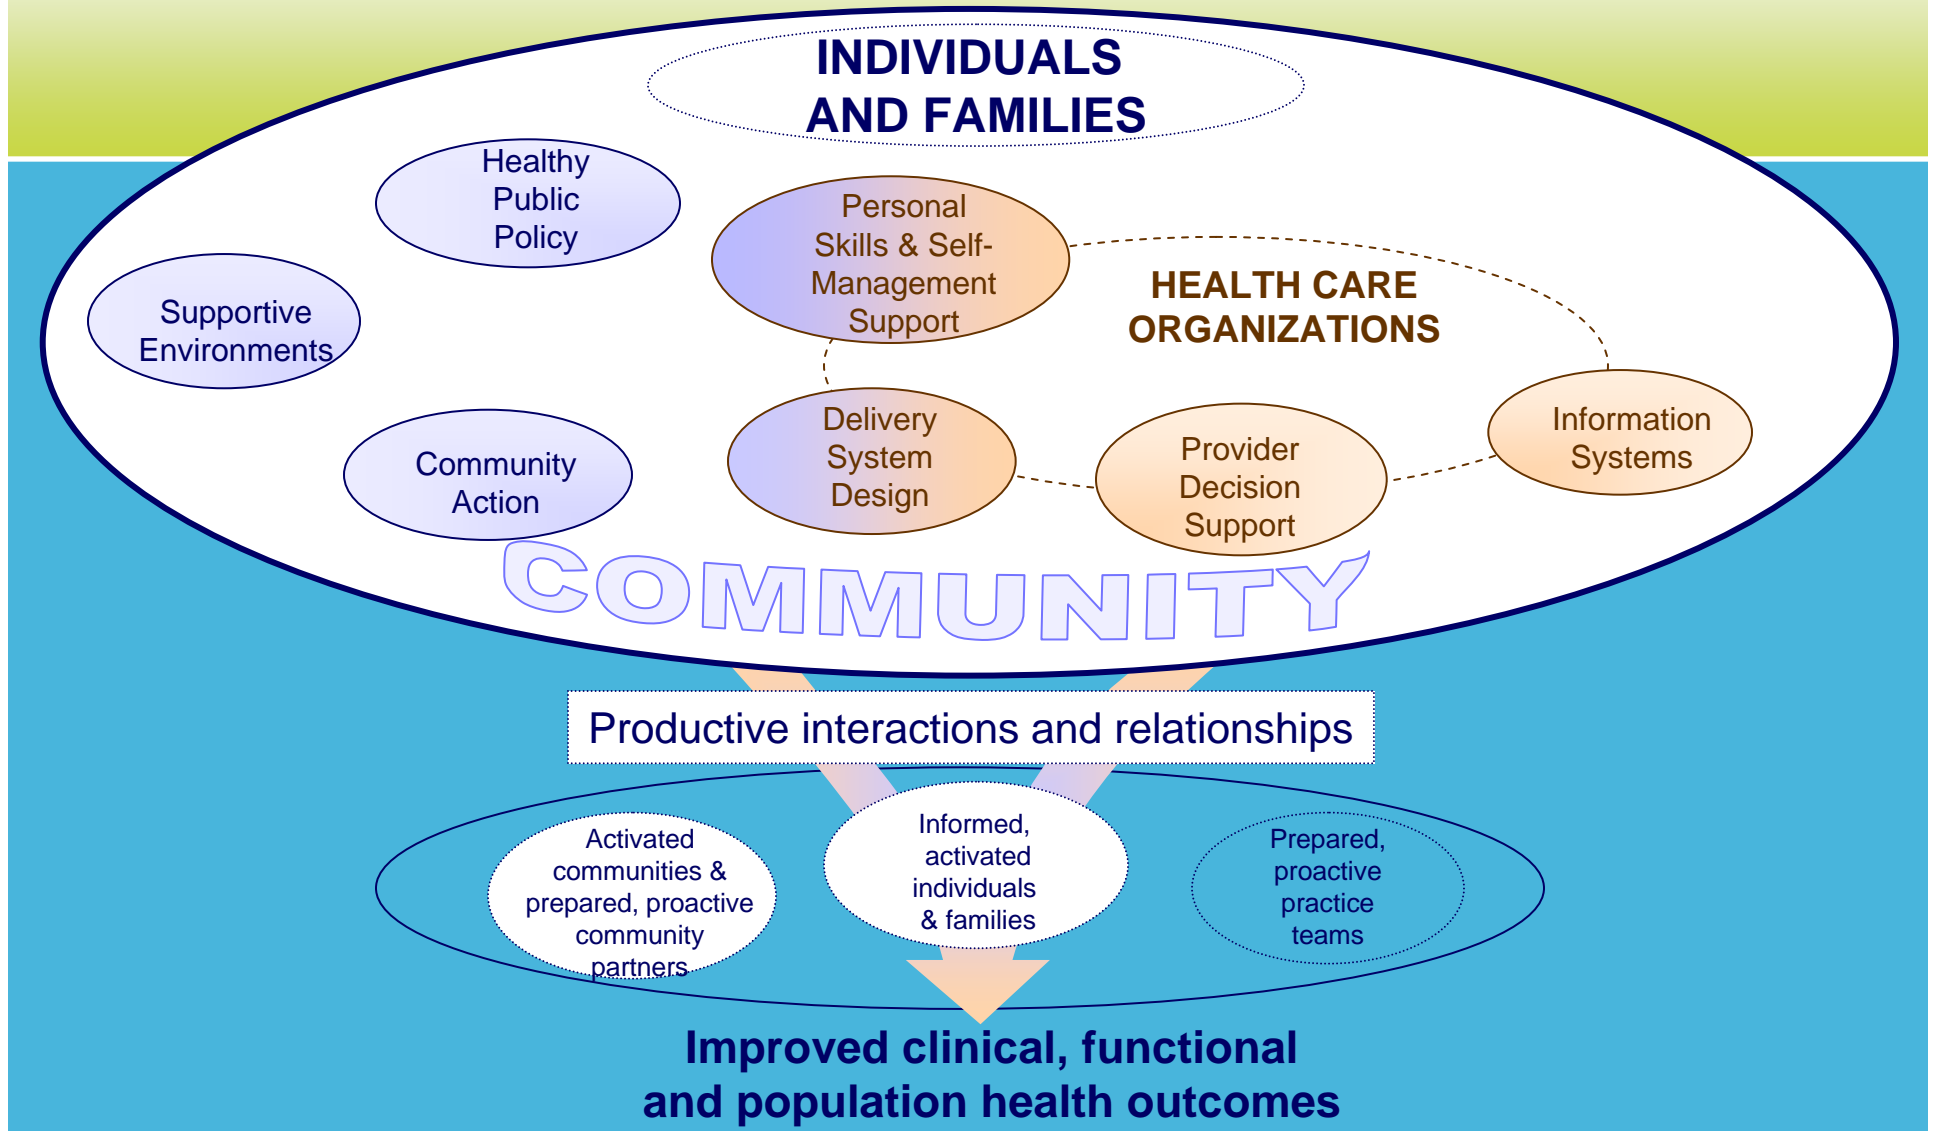 INDIVIDUALS
AND FAMILIES
Healthy
Public
Policy
Personal
Skills & Self-
Management
Support
HEALTH CARE
ORGANIZATIONS
Supportive
Environments
Delivery
System
Design
Information
Systems
Provider
Decision
Support
Community
Action
COMMUNITY
Productive interactions and relationships
Activated
communities &
prepared, proactive
community
partners
Informed,
activated
individuals
& families
Prepared,
proactive
practice
teams
Improved clinical, functional
and population health outcomes